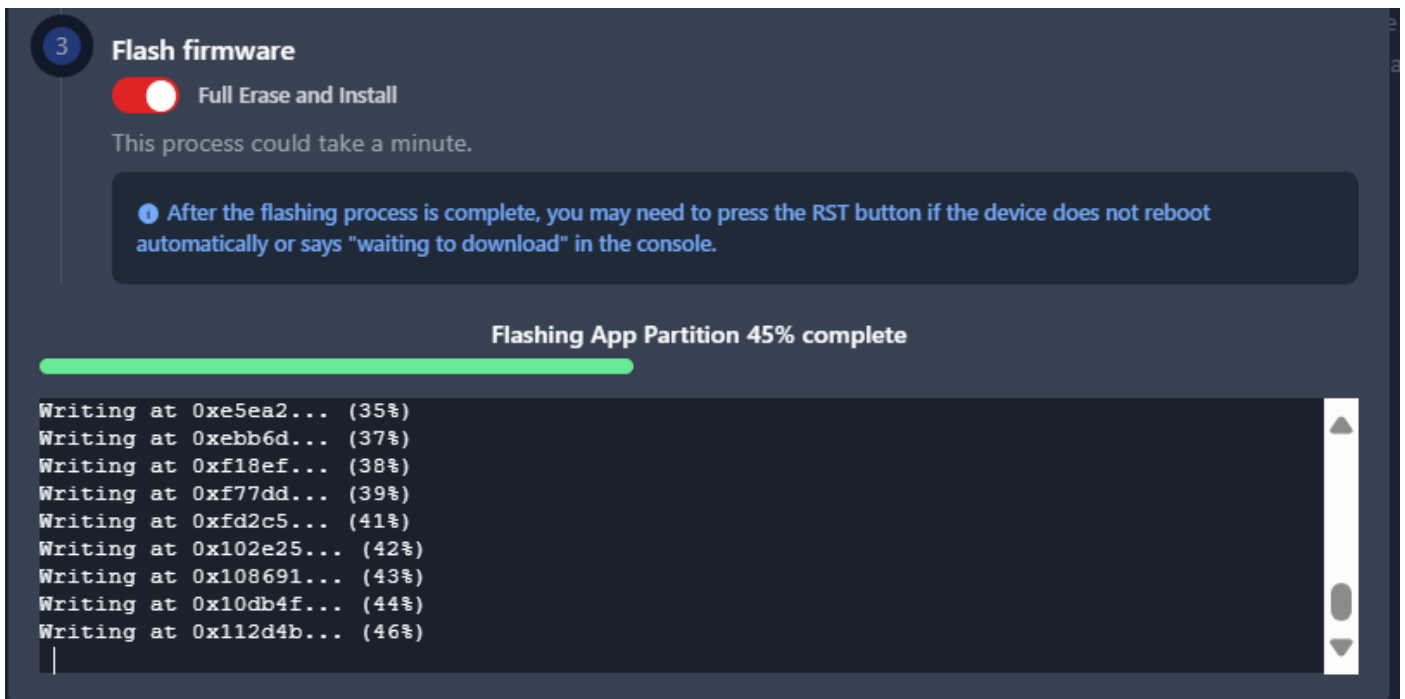 3
Flash firmware
Full Erase and Install
This process could take a minute.
After the flashing process is complete, you may need to press the RST button if the device does not reboot
automatically or says "waiting to download" in the console.
Flashing App Partition 45% complete
Writing at 0xe5ea2... (35%)
Writing at 0xebb6d... (37%)
Writing at 0xf18ef... (38%)
Writing at 0xf77dd... (39%)
Writing at 0xfd2c5... (41%)
Writing at 0x102e25... (42%)
Writing at 0x108691... (43%)
Writing at 0x10db4f... (44%)
Writing at 0x112d4b... (46%)